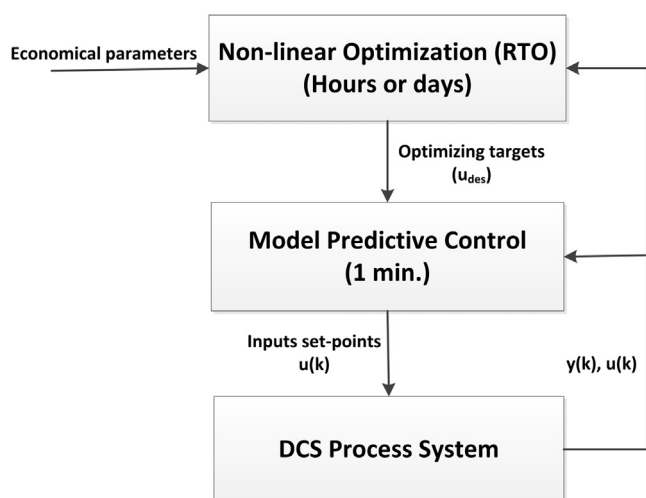 Economical parameters
Non-linear Optimization (RTO)
(Hours or days)
Optimizing targets
(u_des)
Model Predictive Control
(1 min.)
Inputs set-points
u(k)
y(k), u(k)
DCS Process System